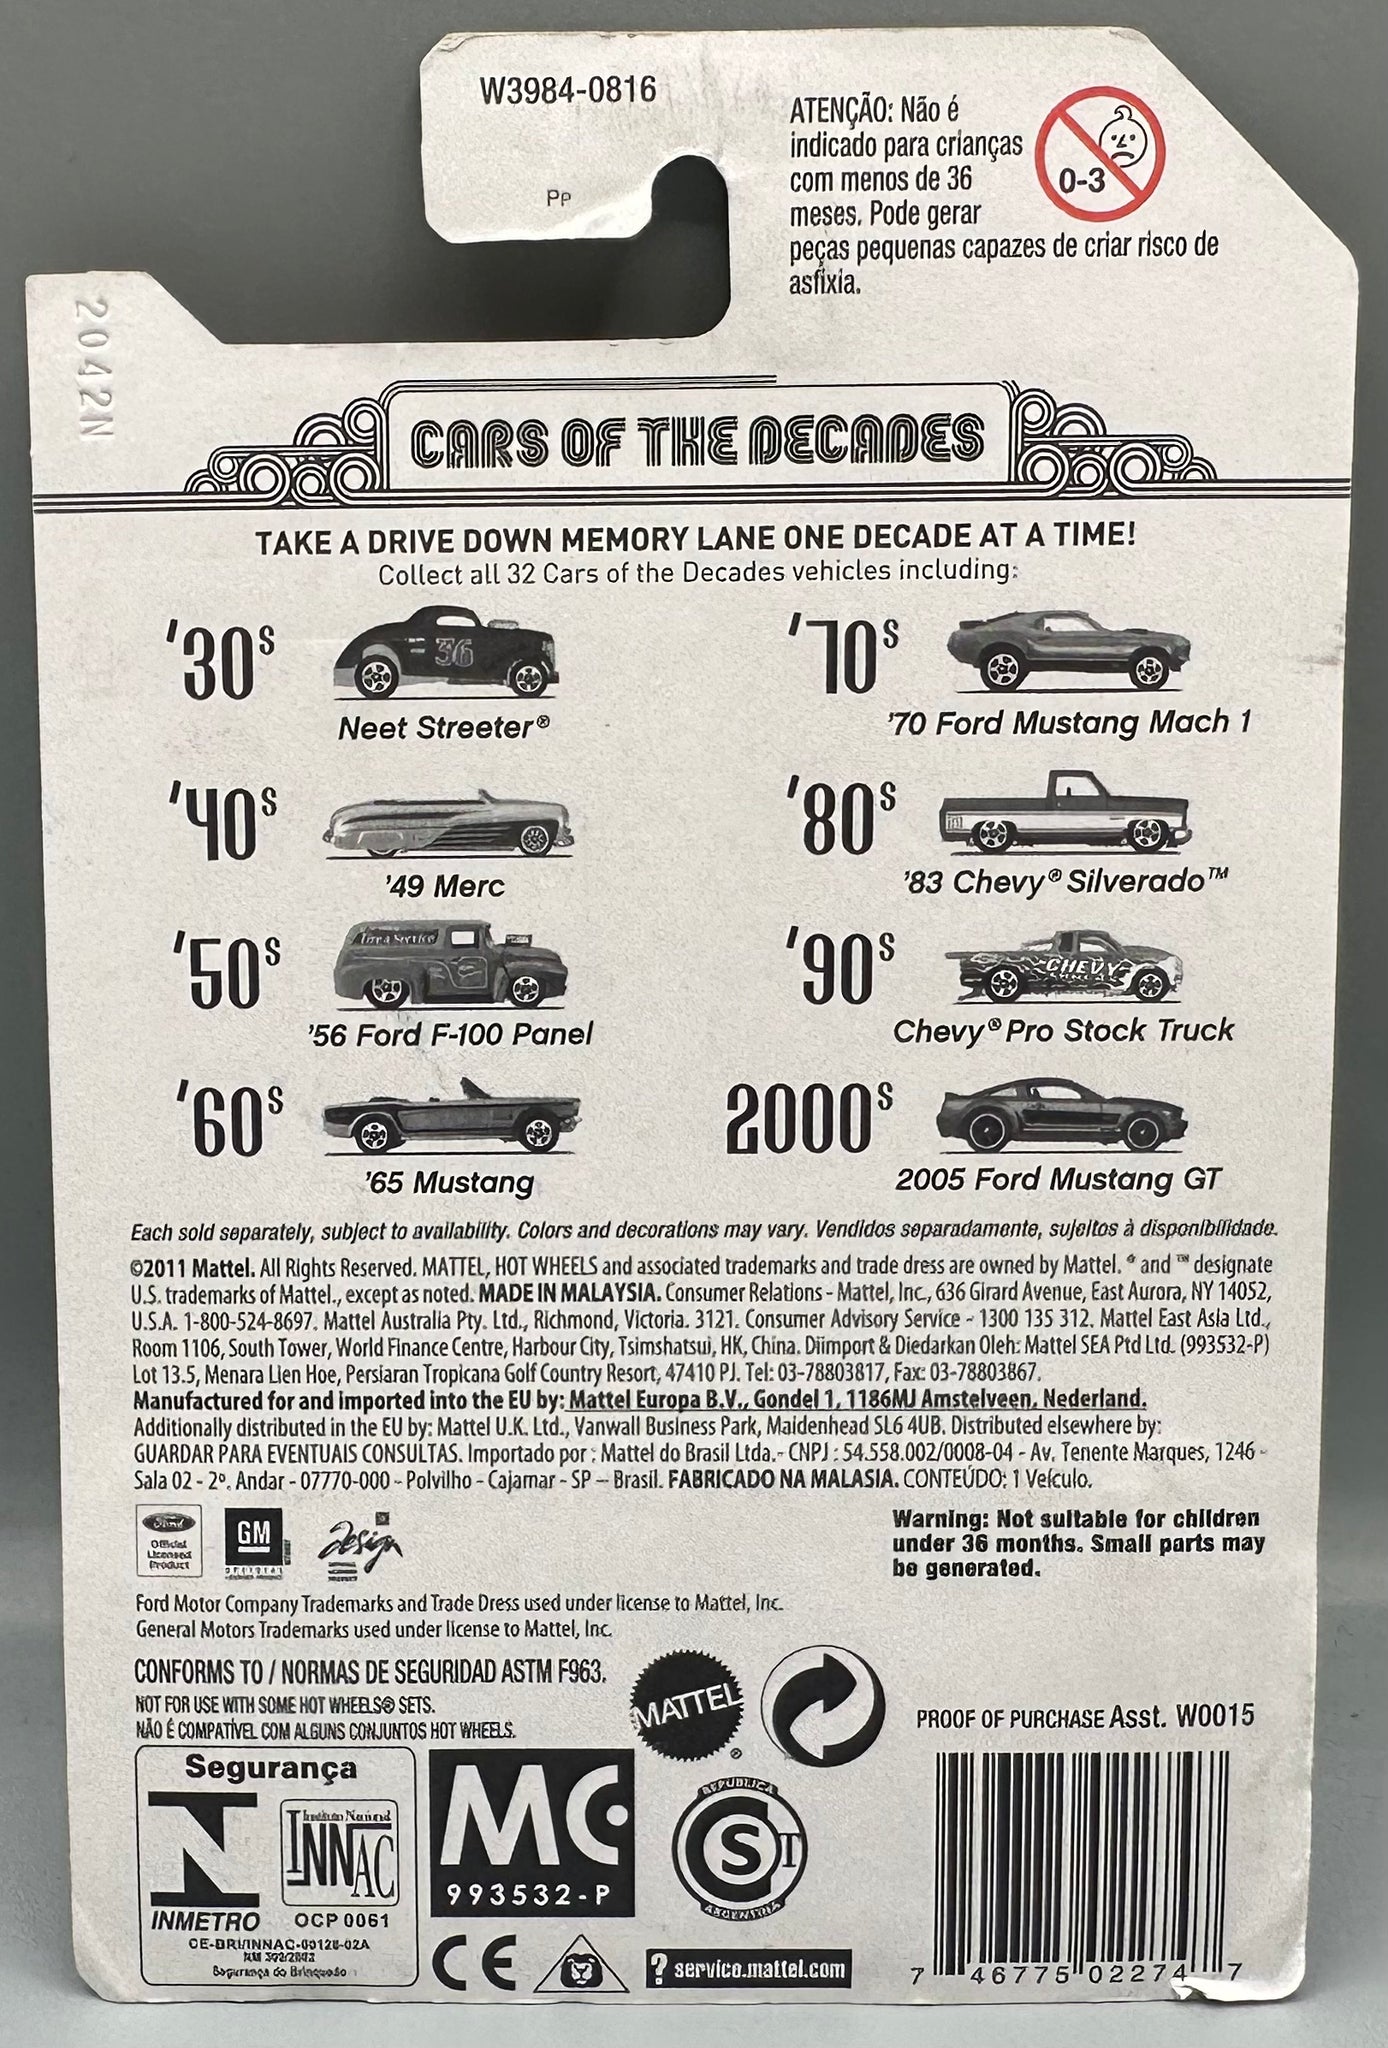 W3984-0816
Pp
ATENÇÃO: Não é
indicado para crianças
com menos de 36
meses. Pode gerar
peças pequenas capazes de criar risco de
asfixia.
0-3
2042N
CARS OF THE DECADES
TAKE A DRIVE DOWN MEMORY LANE ONE DECADE AT A TIME!
Collect all 32 Cars of the Decades vehicles including:
'30s
36
Neet Streeter®
'70s
'70 Ford Mustang Mach 1
'40s
'49 Merc
'80s
'83 Chevy® Silverado™
'50s
'56 Ford F-100 Panel
'90s
CHEVY
Chevy® Pro Stock Truck
'60s
'65 Mustang
2000s
2005 Ford Mustang GT
Each sold separately, subject to availability. Colors and decorations may vary. Vendidos separadamente, sujeitos à disponibilidade.
©2011 Mattel. All Rights Reserved. MATTEL, HOT WHEELS and associated trademarks and trade dress are owned by Mattel. ® and ™ designate
U.S. trademarks of Mattel., except as noted. MADE IN MALAYSIA. Consumer Relations - Mattel, Inc., 636 Girard Avenue, East Aurora, NY 14052,
U.S.A. 1-800-524-8697. Mattel Australia Pty. Ltd., Richmond, Victoria. 3121. Consumer Advisory Service - 1300 135 312. Mattel East Asia Ltd.,
Room 1106, South Tower, World Finance Centre, Harbour City, Tsimshatsui, HK, China. Diimport & Diedarkan Oleh: Mattel SEA Ptd Ltd. (993532-P)
Lot 13.5, Menara Lien Hoe, Persiaran Tropicana Golf Country Resort, 47410 PJ. Tel: 03-78803817, Fax: 03-78803867.
Manufactured for and imported into the EU by: Mattel Europa B.V., Gondel 1, 1186MJ Amstelveen, Nederland.
Additionally distributed in the EU by: Mattel U.K. Ltd., Vanwall Business Park, Maidenhead SL6 4UB. Distributed elsewhere by:
GUARDAR PARA EVENTUAIS CONSULTAS. Importado por : Mattel do Brasil Ltda.- CNPJ : 54.558.002/0008-04 - Av. Tenente Marques, 1246 -
Sala 02 - 2º. Andar - 07770-000 - Polvilho - Cajamar - SP – Brasil. FABRICADO NA MALASIA. CONTEÚDO: 1 Veículo.
Ford
Official
Licensed
Product
GM
Design
Warning: Not suitable for children
under 36 months. Small parts may
be generated.
Ford Motor Company Trademarks and Trade Dress used under license to Mattel, Inc.
General Motors Trademarks used under license to Mattel, Inc.
CONFORMS TO / NORMAS DE SEGURIDAD ASTM F963.
NOT FOR USE WITH SOME HOT WHEELS® SETS.
NÃO É COMPATÍVEL COM ALGUNS CONJUNTOS HOT WHEELS.
MATTEL®
PROOF OF PURCHASE Asst. W0015
Segurança
INMETRO
INNAC
OCP 0061
Segurança do Brinquedo
MC
993532-P
REPUBLICA
S T
ARGENTINA
CE
? service.mattel.com
7 46775 02274 7